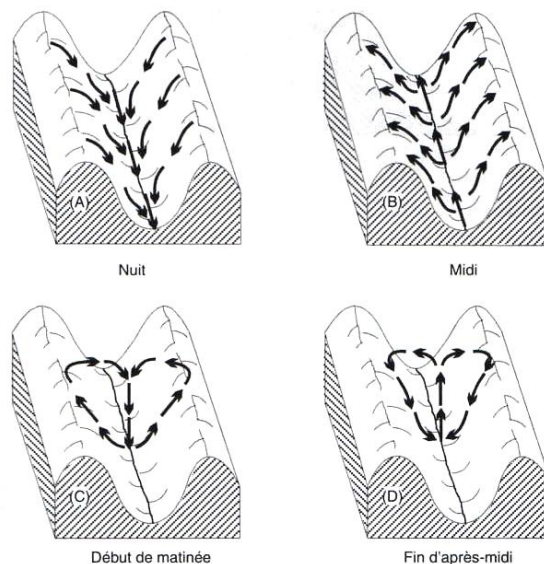 (A)
Nuit
(B)
Midi
(C)
Début de matinée
(D)
Fin d'après-midi